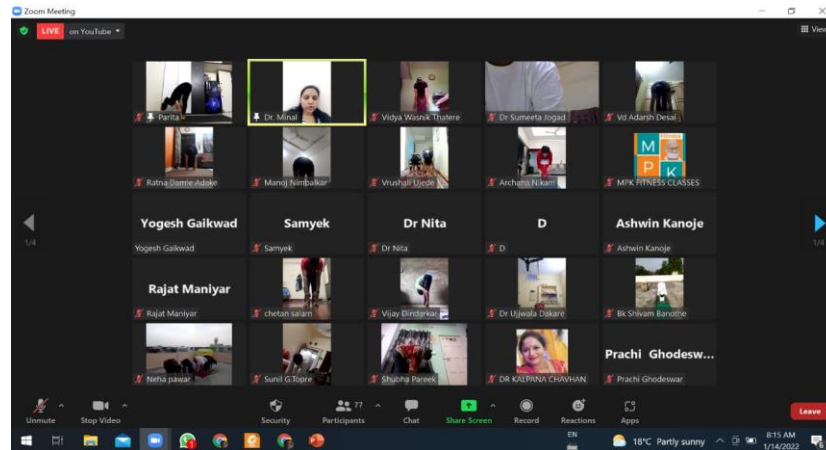 Zoom Meeting
LIVE on YouTube
View
Parita
Dr. Minal
Vidya Wasnik Thatere
Dr Sumeeta Jogad
Vd Adarsh Desai
Fitness
M
P K
Ratna Damle Adoke
Manoj Nimbalkar
Vrushali Ujede
Archana Nikam
MPK FITNESS CLASSES
Yogesh Gaikwad
Samyek
Dr Nita
D
Ashwin Kanoje
1/4
1/4
Yogesh Gaikwad
Samyek
Dr Nita
D
Ashwin Kanoje
Rajat Maniyar
Rajat Maniyar
chetan salam
Vijay Dindarkar
Dr Ujjwala Dakare
Bk Shivam Banothe
Prachi Ghodesw...
Neha pawar
Sunil G.Topre
Shubha Pareek
DR KALPANA CHAVHAN
Prachi Ghodeswar
77
Unmute
Stop Video
Security
Participants
Chat
Share Screen
Record
Reactions
Apps
Leave
EN
18°C Partly sunny
8:15 AM
1/14/2022